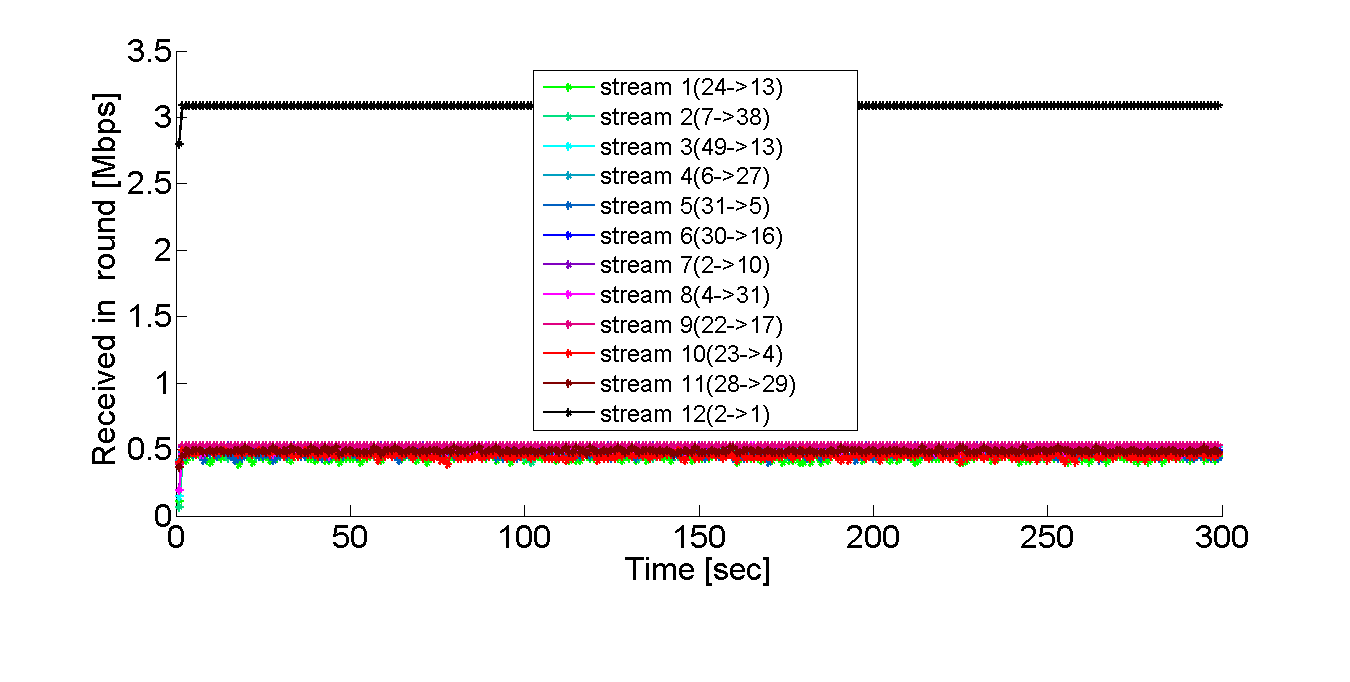 Received in  round [Mbps]
3.5
3
2.5
2
1.5
1
0.5
0
stream 1(24->13)
stream 2(7->38)
stream 3(49->13)
stream 4(6->27)
stream 5(31->5)
stream 6(30->16)
stream 7(2->10)
stream 8(4->31)
stream 9(22->17)
stream 10(23->4)
stream 11(28->29)
stream 12(2->1)
0 50 100 150 200 250 300
Time [sec]